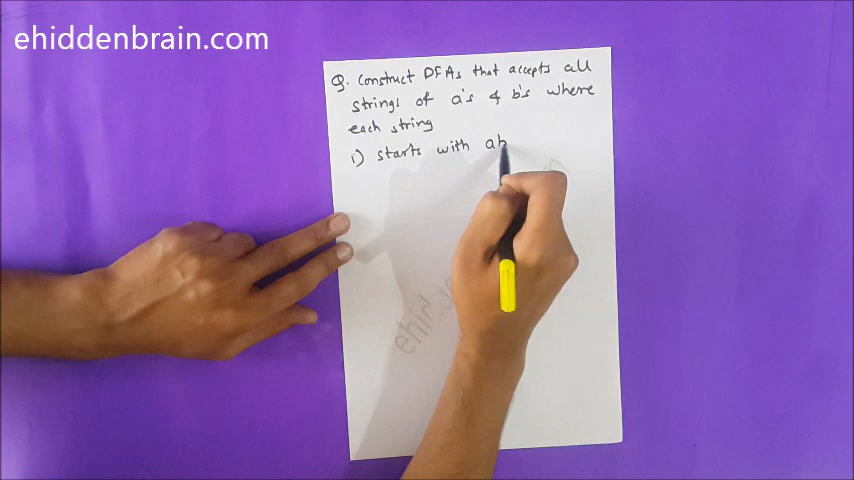 ehiddenbrain.com
Q. Construct DFAs that accepts all
strings of a's & b's where
each string
1) starts with ab